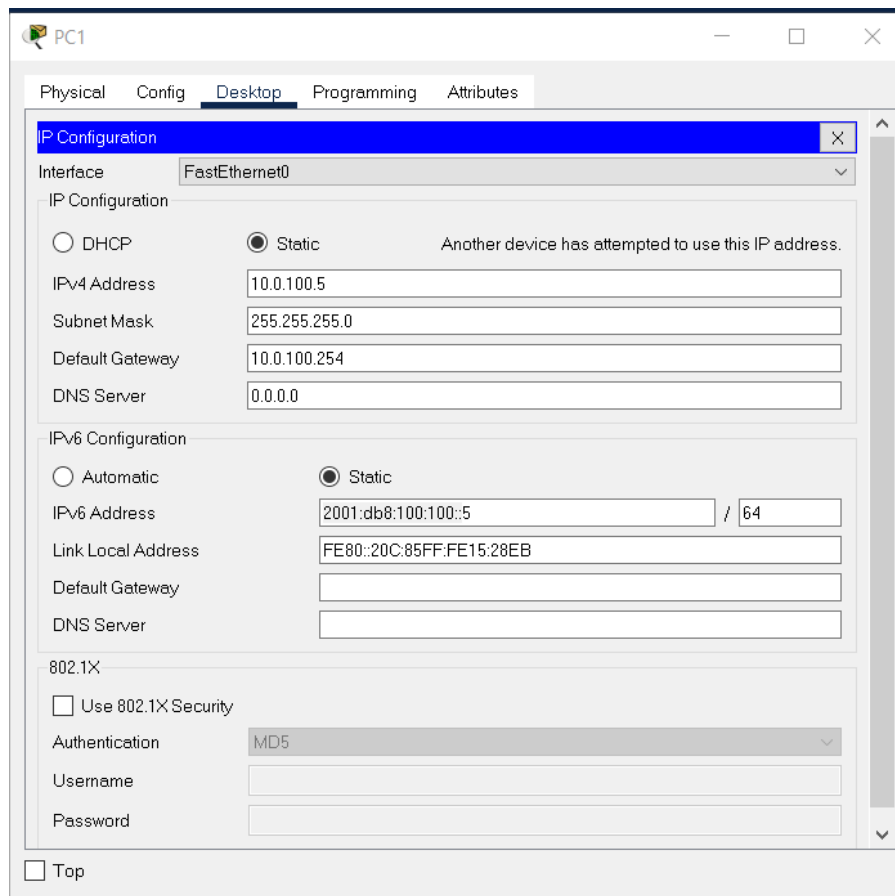 PC1
Physical Config Desktop Programming Attributes
IP Configuration X
Interface FastEthernet0
IP Configuration
DHCP Static Another device has attempted to use this IP address.
IPv4 Address 10.0.100.5
Subnet Mask 255.255.255.0
Default Gateway 10.0.100.254
DNS Server 0.0.0.0
IPv6 Configuration
Automatic Static
IPv6 Address 2001:db8:100:100::5 / 64
Link Local Address FE80::20C:85FF:FE15:28EB
Default Gateway
DNS Server
802.1X
Use 802.1X Security
Authentication MD5
Username
Password
Top